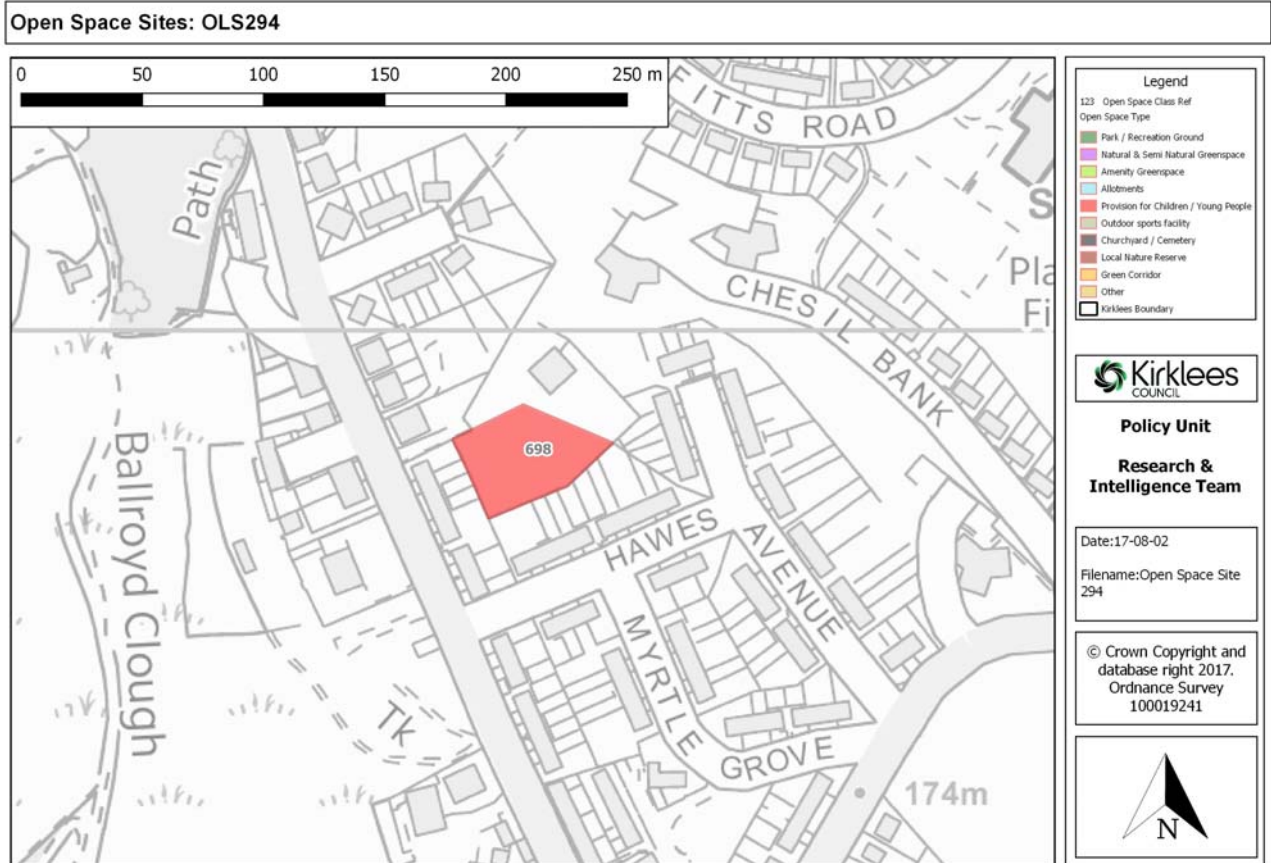 Open Space Sites: OLS294
0 50 100 150 200 250 m
FITTS ROAD
Path
S
Pla
Fi
CHESIL BANK
698
Ballroyd Clough
HAWES AVENUE
MYRTLE GROVE
Tk
174m
Legend
123 Open Space Class Ref
Open Space Type
Park / Recreation Ground
Natural & Semi Natural Greenspace
Amenity Greenspace
Allotments
Provision for Children / Young People
Outdoor sports facility
Churchyard / Cemetery
Local Nature Reserve
Green Corridor
Other
Kirklees Boundary
Kirklees
COUNCIL
Policy Unit
Research &
Intelligence Team
Date:17-08-02
Filename:Open Space Site
294
© Crown Copyright and
database right 2017.
Ordnance Survey
100019241
N